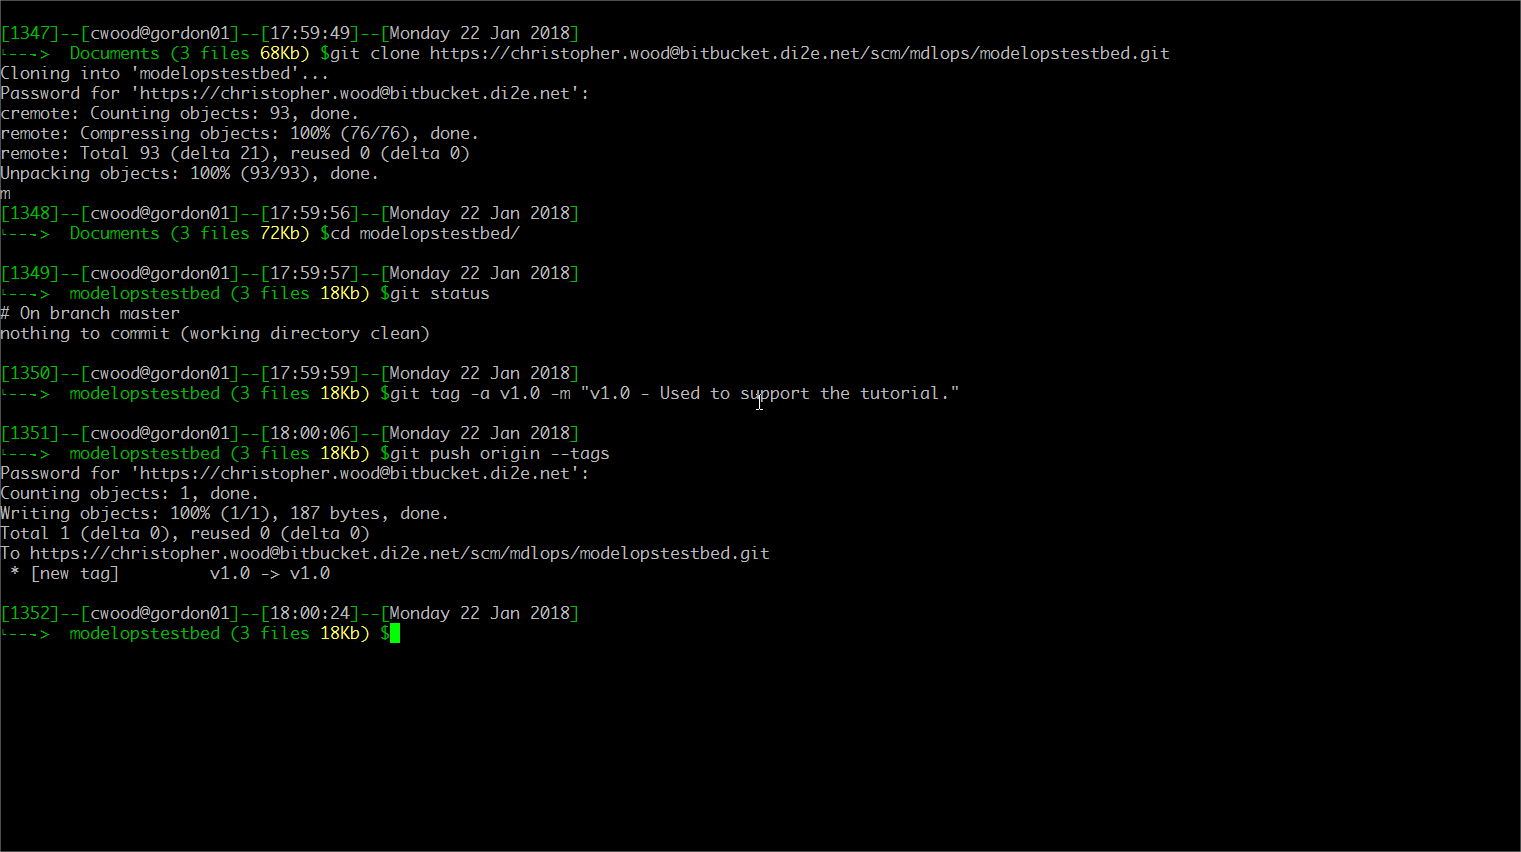 [1347]--[cwood@gordon01]--[17:59:49]--[Monday 22 Jan 2018]
---->  Documents (3 files 68Kb) $git clone https://christopher.wood@bitbucket.di2e.net/scm/mdlops/modelopstestbed.git
Cloning into 'modelopstestbed'...
Password for 'https://christopher.wood@bitbucket.di2e.net':
cremote: Counting objects: 93, done.
remote: Compressing objects: 100% (76/76), done.
remote: Total 93 (delta 21), reused 0 (delta 0)
Unpacking objects: 100% (93/93), done.
m
[1348]--[cwood@gordon01]--[17:59:56]--[Monday 22 Jan 2018]
---->  Documents (3 files 72Kb) $cd modelopstestbed/
[1349]--[cwood@gordon01]--[17:59:57]--[Monday 22 Jan 2018]
---->  modelopstestbed (3 files 18Kb) $git status
# On branch master
nothing to commit (working directory clean)
[1350]--[cwood@gordon01]--[17:59:59]--[Monday 22 Jan 2018]
---->  modelopstestbed (3 files 18Kb) $git tag -a v1.0 -m "v1.0 - Used to support the tutorial."
[1351]--[cwood@gordon01]--[18:00:06]--[Monday 22 Jan 2018]
---->  modelopstestbed (3 files 18Kb) $git push origin --tags
Password for 'https://christopher.wood@bitbucket.di2e.net':
Counting objects: 1, done.
Writing objects: 100% (1/1), 187 bytes, done.
Total 1 (delta 0), reused 0 (delta 0)
To https://christopher.wood@bitbucket.di2e.net/scm/mdlops/modelopstestbed.git
 * [new tag]         v1.0 -> v1.0
[1352]--[cwood@gordon01]--[18:00:24]--[Monday 22 Jan 2018]
---->  modelopstestbed (3 files 18Kb) $